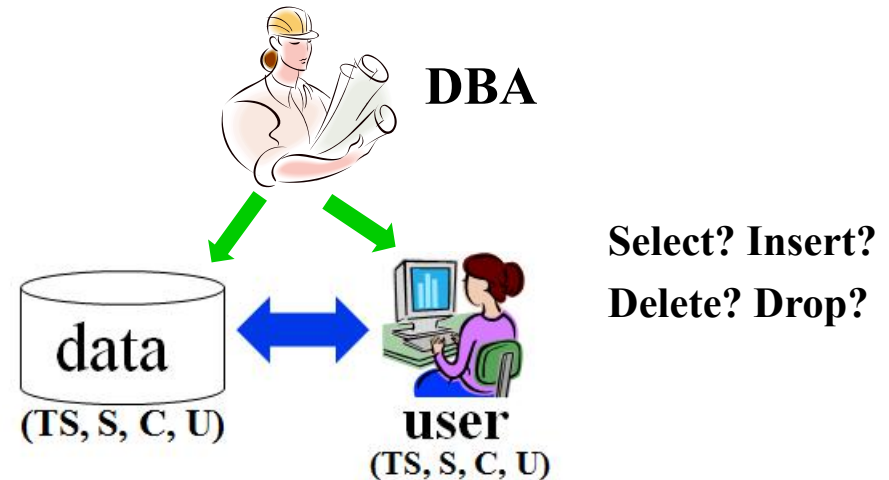 DBA
Select? Insert?
Delete? Drop?
data
(TS, S, C, U)
user
(TS, S, C, U)